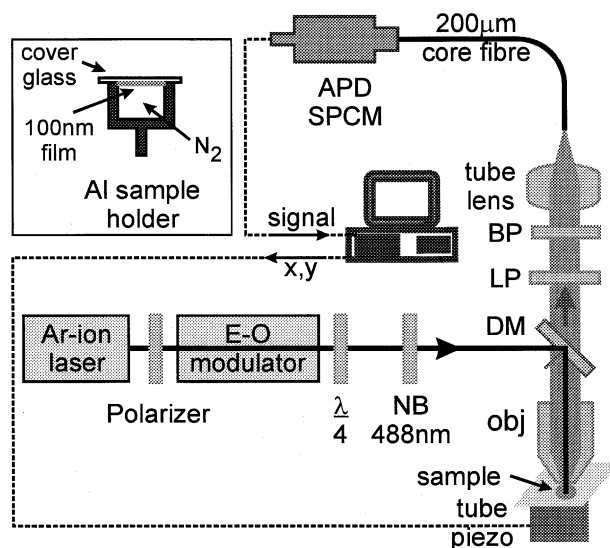 cover
glass
100nm
film
N2
Al sample
holder
200μm
core fibre
APD
SPCM
tube
lens
BP
LP
signal
x,y
DM
Ar-ion
laser
E-O
modulator
Polarizer
λ
4
NB
488nm
obj
sample
tube
piezo